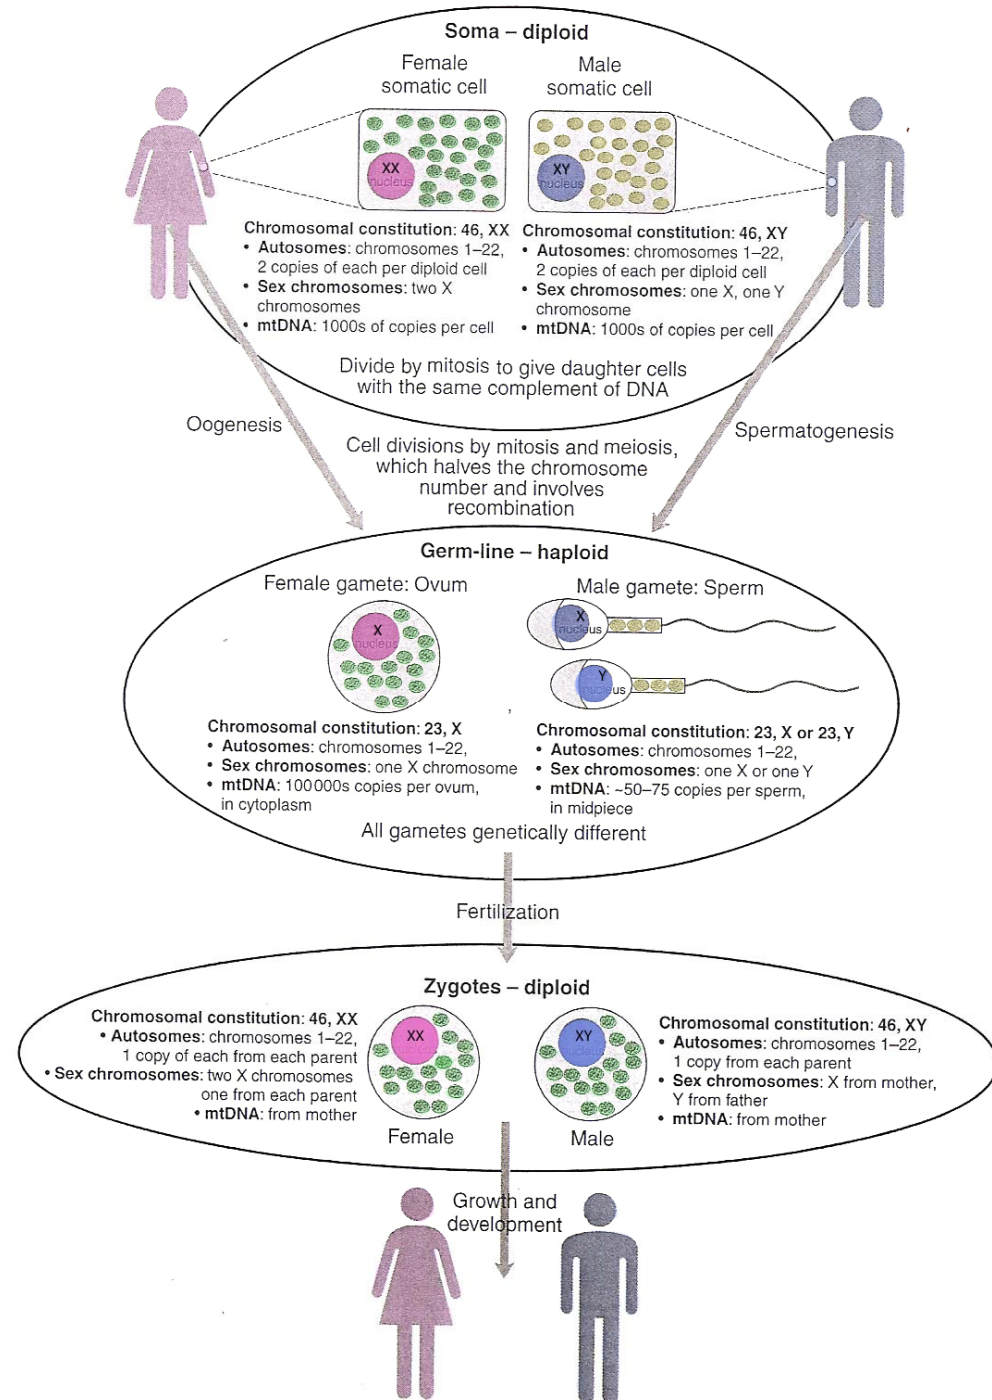 Soma – diploid
Female
somatic cell
Male
somatic cell
XX
nucleus
XY
nucleus
Chromosomal constitution: 46, XX
• Autosomes: chromosomes 1–22,
2 copies of each per diploid cell
• Sex chromosomes: two X
chromosomes
• mtDNA: 1000s of copies per cell
Chromosomal constitution: 46, XY
• Autosomes: chromosomes 1–22,
2 copies of each per diploid cell
• Sex chromosomes: one X, one Y
chromosome
• mtDNA: 1000s of copies per cell
Divide by mitosis to give daughter cells
with the same complement of DNA
Oogenesis
Spermatogenesis
Cell divisions by mitosis and meiosis,
which halves the chromosome
number and involves
recombination
Germ-line – haploid
Female gamete: Ovum
Male gamete: Sperm
X
nucleus
X
nucleus
Y
nucleus
Chromosomal constitution: 23, X
• Autosomes: chromosomes 1–22,
• Sex chromosomes: one X chromosome
• mtDNA: 100 000s copies per ovum,
in cytoplasm
Chromosomal constitution: 23, X or 23, Y
• Autosomes: chromosomes 1–22,
• Sex chromosomes: one X or one Y
• mtDNA: ~50–75 copies per sperm,
in midpiece
All gametes genetically different
Fertilization
Zygotes – diploid
Chromosomal constitution: 46, XX
• Autosomes: chromosomes 1–22,
1 copy of each from each parent
• Sex chromosomes: two X chromosomes
one from each parent
• mtDNA: from mother
XX
nucleus
Female
XY
nucleus
Male
Chromosomal constitution: 46, XY
• Autosomes: chromosomes 1–22,
1 copy from each parent
• Sex chromosomes: X from mother,
Y from father
• mtDNA: from mother
Growth and
development